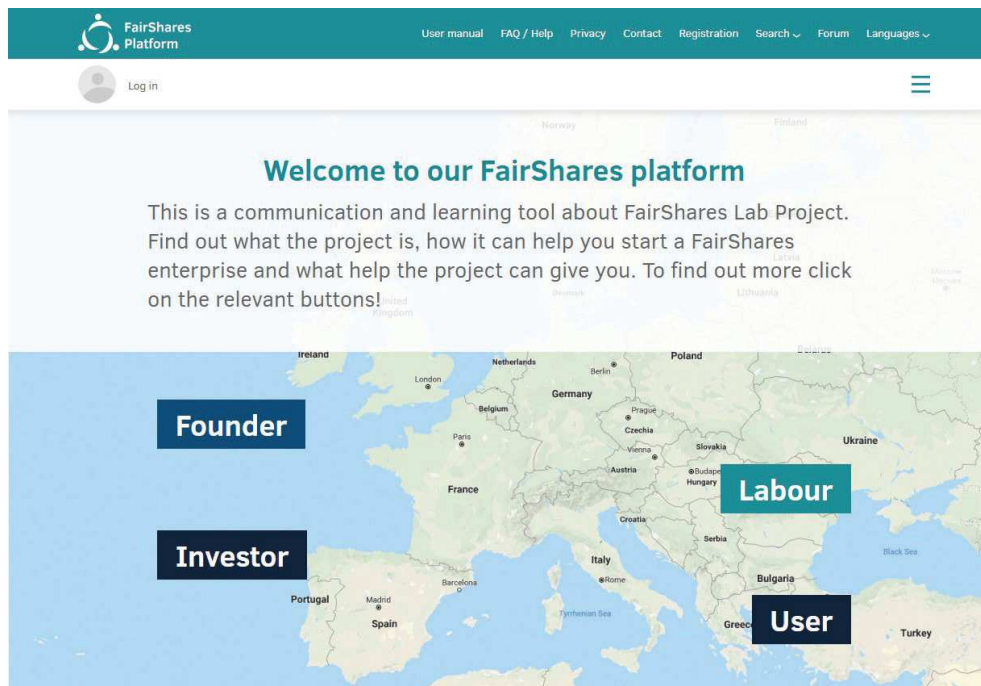 FairShares
Platform
User manual FAQ / Help Privacy Contact Registration Search Forum Languages
Log in
Norway
Finland
Welcome to our FairShares platform
This is a communication and learning tool about FairShares Lab Project.
Find out what the project is, how it can help you start a FairShares
enterprise and what help the project can give you. To find out more click
on the relevant buttons!
Latvia
Denmark
Lithuania
United
Kingdom
Belarus
Ireland
Netherlands
Poland
Berlin
London
Germany
Founder
Belgium
Prague
Czechia
Paris
Slovakia
Ukraine
Vienna
Austria
Budape
Hungary
Labour
France
Croatia
Serbia
Investor
Italy
Black Sea
Rome
Bulgaria
Barcelona
Portugal
Madrid
Spain
Tyrrhenian Sea
Greec
User
Turkey